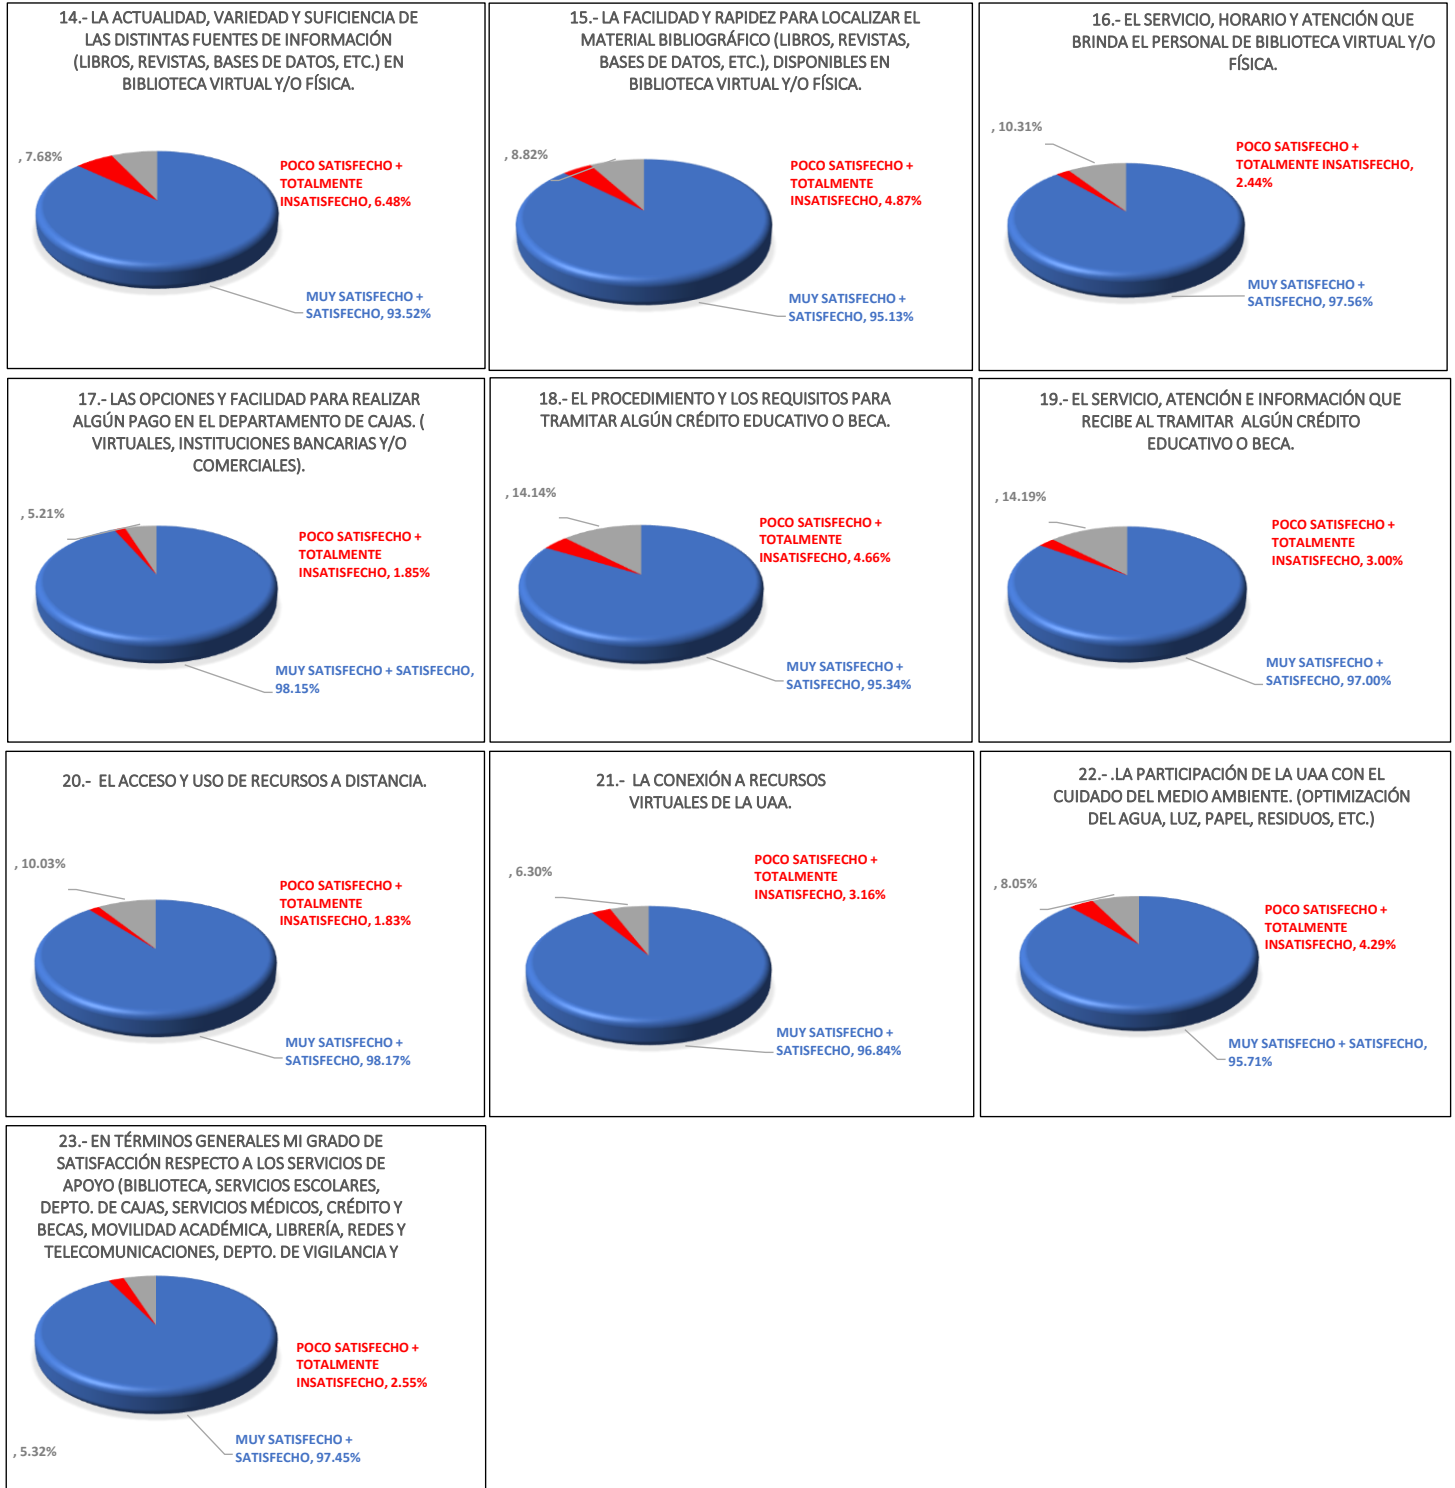 14.- LA ACTUALIDAD, VARIEDAD Y SUFICIENCIA DE
LAS DISTINTAS FUENTES DE INFORMACIÓN
(LIBROS, REVISTAS, BASES DE DATOS, ETC.) EN
BIBLIOTECA VIRTUAL Y/O FÍSICA.
, 7.68%
POCO SATISFECHO +
TOTALMENTE
INSATISFECHO, 6.48%
MUY SATISFECHO +
SATISFECHO, 93.52%
15.- LA FACILIDAD Y RAPIDEZ PARA LOCALIZAR EL
MATERIAL BIBLIOGRÁFICO (LIBROS, REVISTAS,
BASES DE DATOS, ETC.), DISPONIBLES EN
BIBLIOTECA VIRTUAL Y/O FÍSICA.
, 8.82%
POCO SATISFECHO +
TOTALMENTE
INSATISFECHO, 4.87%
MUY SATISFECHO +
SATISFECHO, 95.13%
16.- EL SERVICIO, HORARIO Y ATENCIÓN QUE
BRINDA EL PERSONAL DE BIBLIOTECA VIRTUAL Y/O
FÍSICA.
, 10.31%
POCO SATISFECHO +
TOTALMENTE INSATISFECHO,
2.44%
MUY SATISFECHO +
SATISFECHO, 97.56%
17.- LAS OPCIONES Y FACILIDAD PARA REALIZAR
ALGÚN PAGO EN EL DEPARTAMENTO DE CAJAS. (
VIRTUALES, INSTITUCIONES BANCARIAS Y/O
COMERCIALES).
, 5.21%
POCO SATISFECHO +
TOTALMENTE
INSATISFECHO, 1.85%
MUY SATISFECHO + SATISFECHO,
98.15%
18.- EL PROCEDIMIENTO Y LOS REQUISITOS PARA
TRAMITAR ALGÚN CRÉDITO EDUCATIVO O BECA.
, 14.14%
POCO SATISFECHO +
TOTALMENTE
INSATISFECHO, 4.66%
MUY SATISFECHO +
SATISFECHO, 95.34%
19.- EL SERVICIO, ATENCIÓN E INFORMACIÓN QUE
RECIBE AL TRAMITAR  ALGÚN CRÉDITO
EDUCATIVO O BECA.
, 14.19%
POCO SATISFECHO +
TOTALMENTE
INSATISFECHO, 3.00%
MUY SATISFECHO +
SATISFECHO, 97.00%
20.-  EL ACCESO Y USO DE RECURSOS A DISTANCIA.
, 10.03%
POCO SATISFECHO +
TOTALMENTE
INSATISFECHO, 1.83%
MUY SATISFECHO +
SATISFECHO, 98.17%
21.-  LA CONEXIÓN A RECURSOS
VIRTUALES DE LA UAA.
, 6.30%
POCO SATISFECHO +
TOTALMENTE
INSATISFECHO, 3.16%
MUY SATISFECHO +
SATISFECHO, 96.84%
22.- .LA PARTICIPACIÓN DE LA UAA CON EL
CUIDADO DEL MEDIO AMBIENTE. (OPTIMIZACIÓN
DEL AGUA, LUZ, PAPEL, RESIDUOS, ETC.)
, 8.05%
POCO SATISFECHO +
TOTALMENTE
INSATISFECHO, 4.29%
MUY SATISFECHO + SATISFECHO,
95.71%
23.- EN TÉRMINOS GENERALES MI GRADO DE
SATISFACCIÓN RESPECTO A LOS SERVICIOS DE
APOYO (BIBLIOTECA, SERVICIOS ESCOLARES,
DEPTO. DE CAJAS, SERVICIOS MÉDICOS, CRÉDITO Y
BECAS, MOVILIDAD ACADÉMICA, LIBRERÍA, REDES Y
TELECOMUNICACIONES, DEPTO. DE VIGILANCIA Y
POCO SATISFECHO +
TOTALMENTE
INSATISFECHO, 2.55%
MUY SATISFECHO +
SATISFECHO, 97.45%
, 5.32%